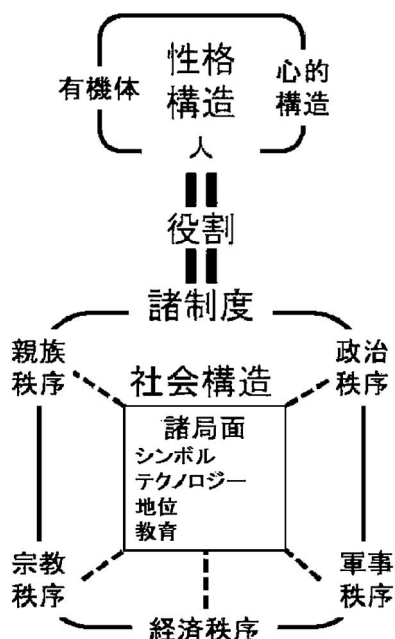 性格
構造
有機体
心的
構造
人
役割
諸制度
親族
秩序
政治
秩序
社会構造
諸局面
シンボル
テクノロジー
地位
教育
宗教
秩序
軍事
秩序
経済秩序